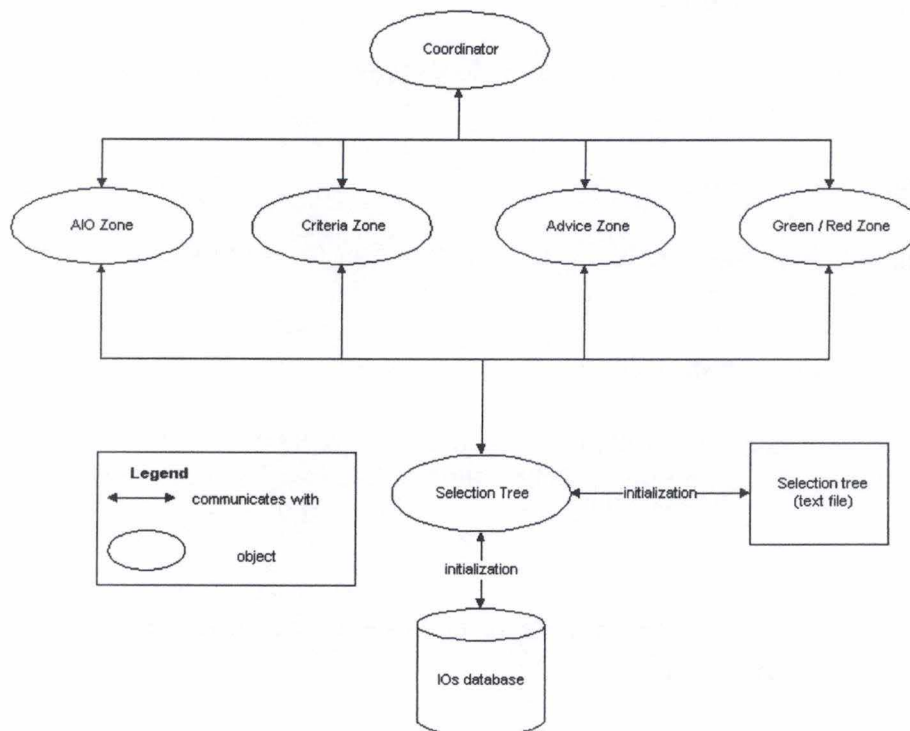 Coordinator
AIO Zone
Criteria Zone
Advice Zone
Green / Red Zone
Legend
communicates with
object
Selection Tree
initialization
Selection tree
(text file)
initialization
IOs database